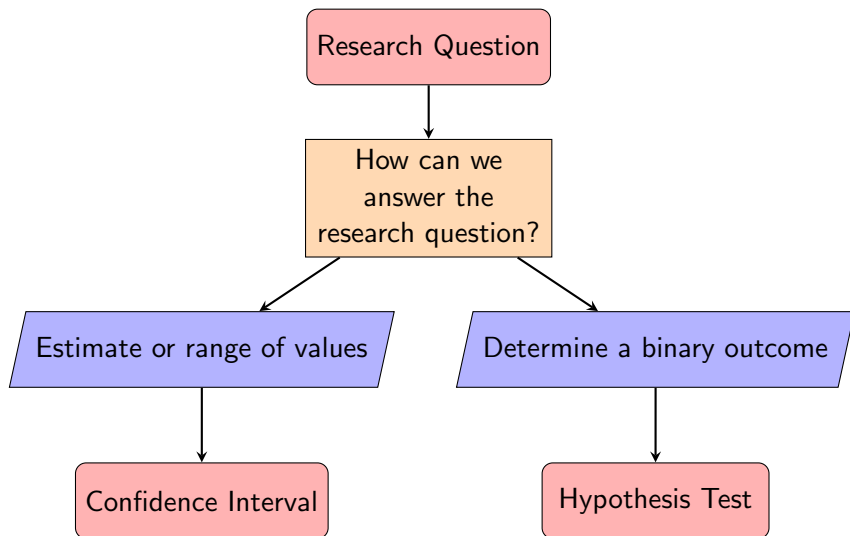 Research Question
How can we
answer the
research question?
Estimate or range of values
Determine a binary outcome
Confidence Interval
Hypothesis Test